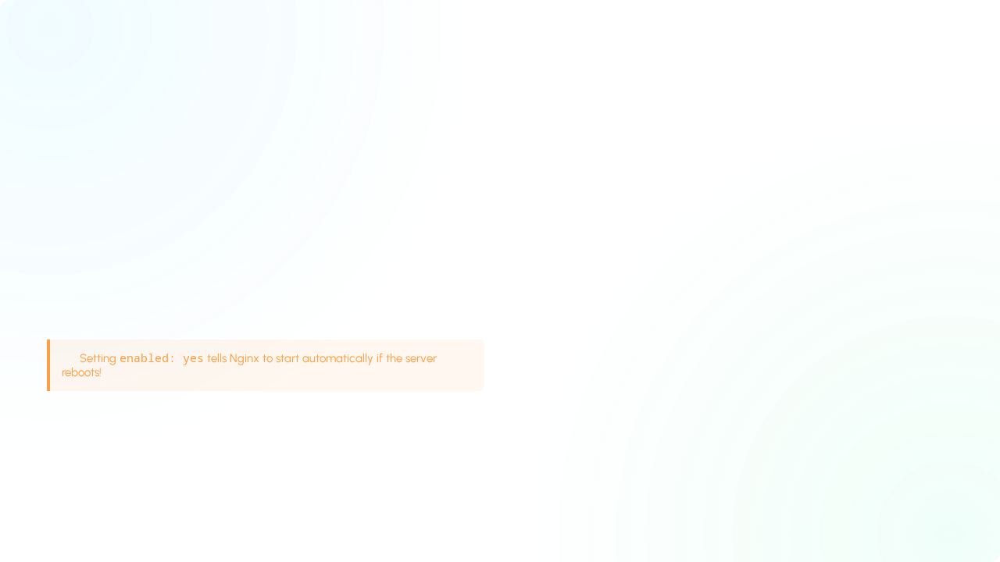 Setting enabled: yes tells Nginx to start automatically if the server
reboots!